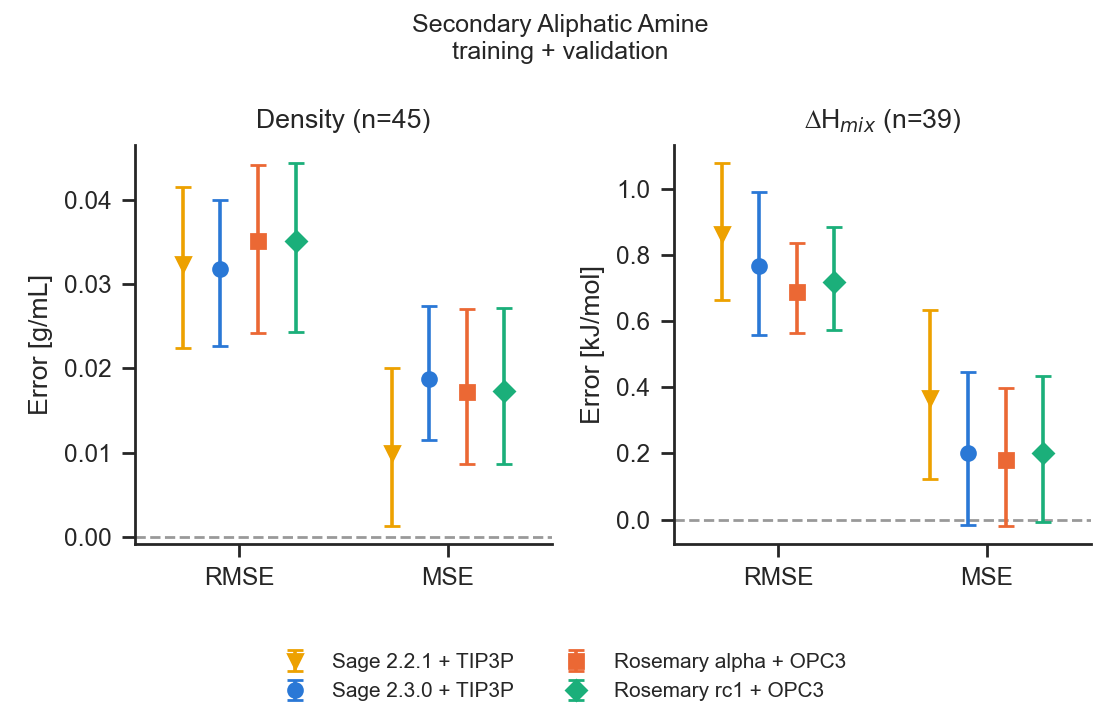 Secondary Aliphatic Amine
training + validation
Density (n=45)
Error [g/mL]
0.04
0.03
0.02
0.01
0.00
RMSE
MSE
ΔHmix (n=39)
Error [kJ/mol]
1.0
0.8
0.6
0.4
0.2
0.0
RMSE
MSE
Sage 2.2.1 + TIP3P
Sage 2.3.0 + TIP3P
Rosemary alpha + OPC3
Rosemary rc1 + OPC3